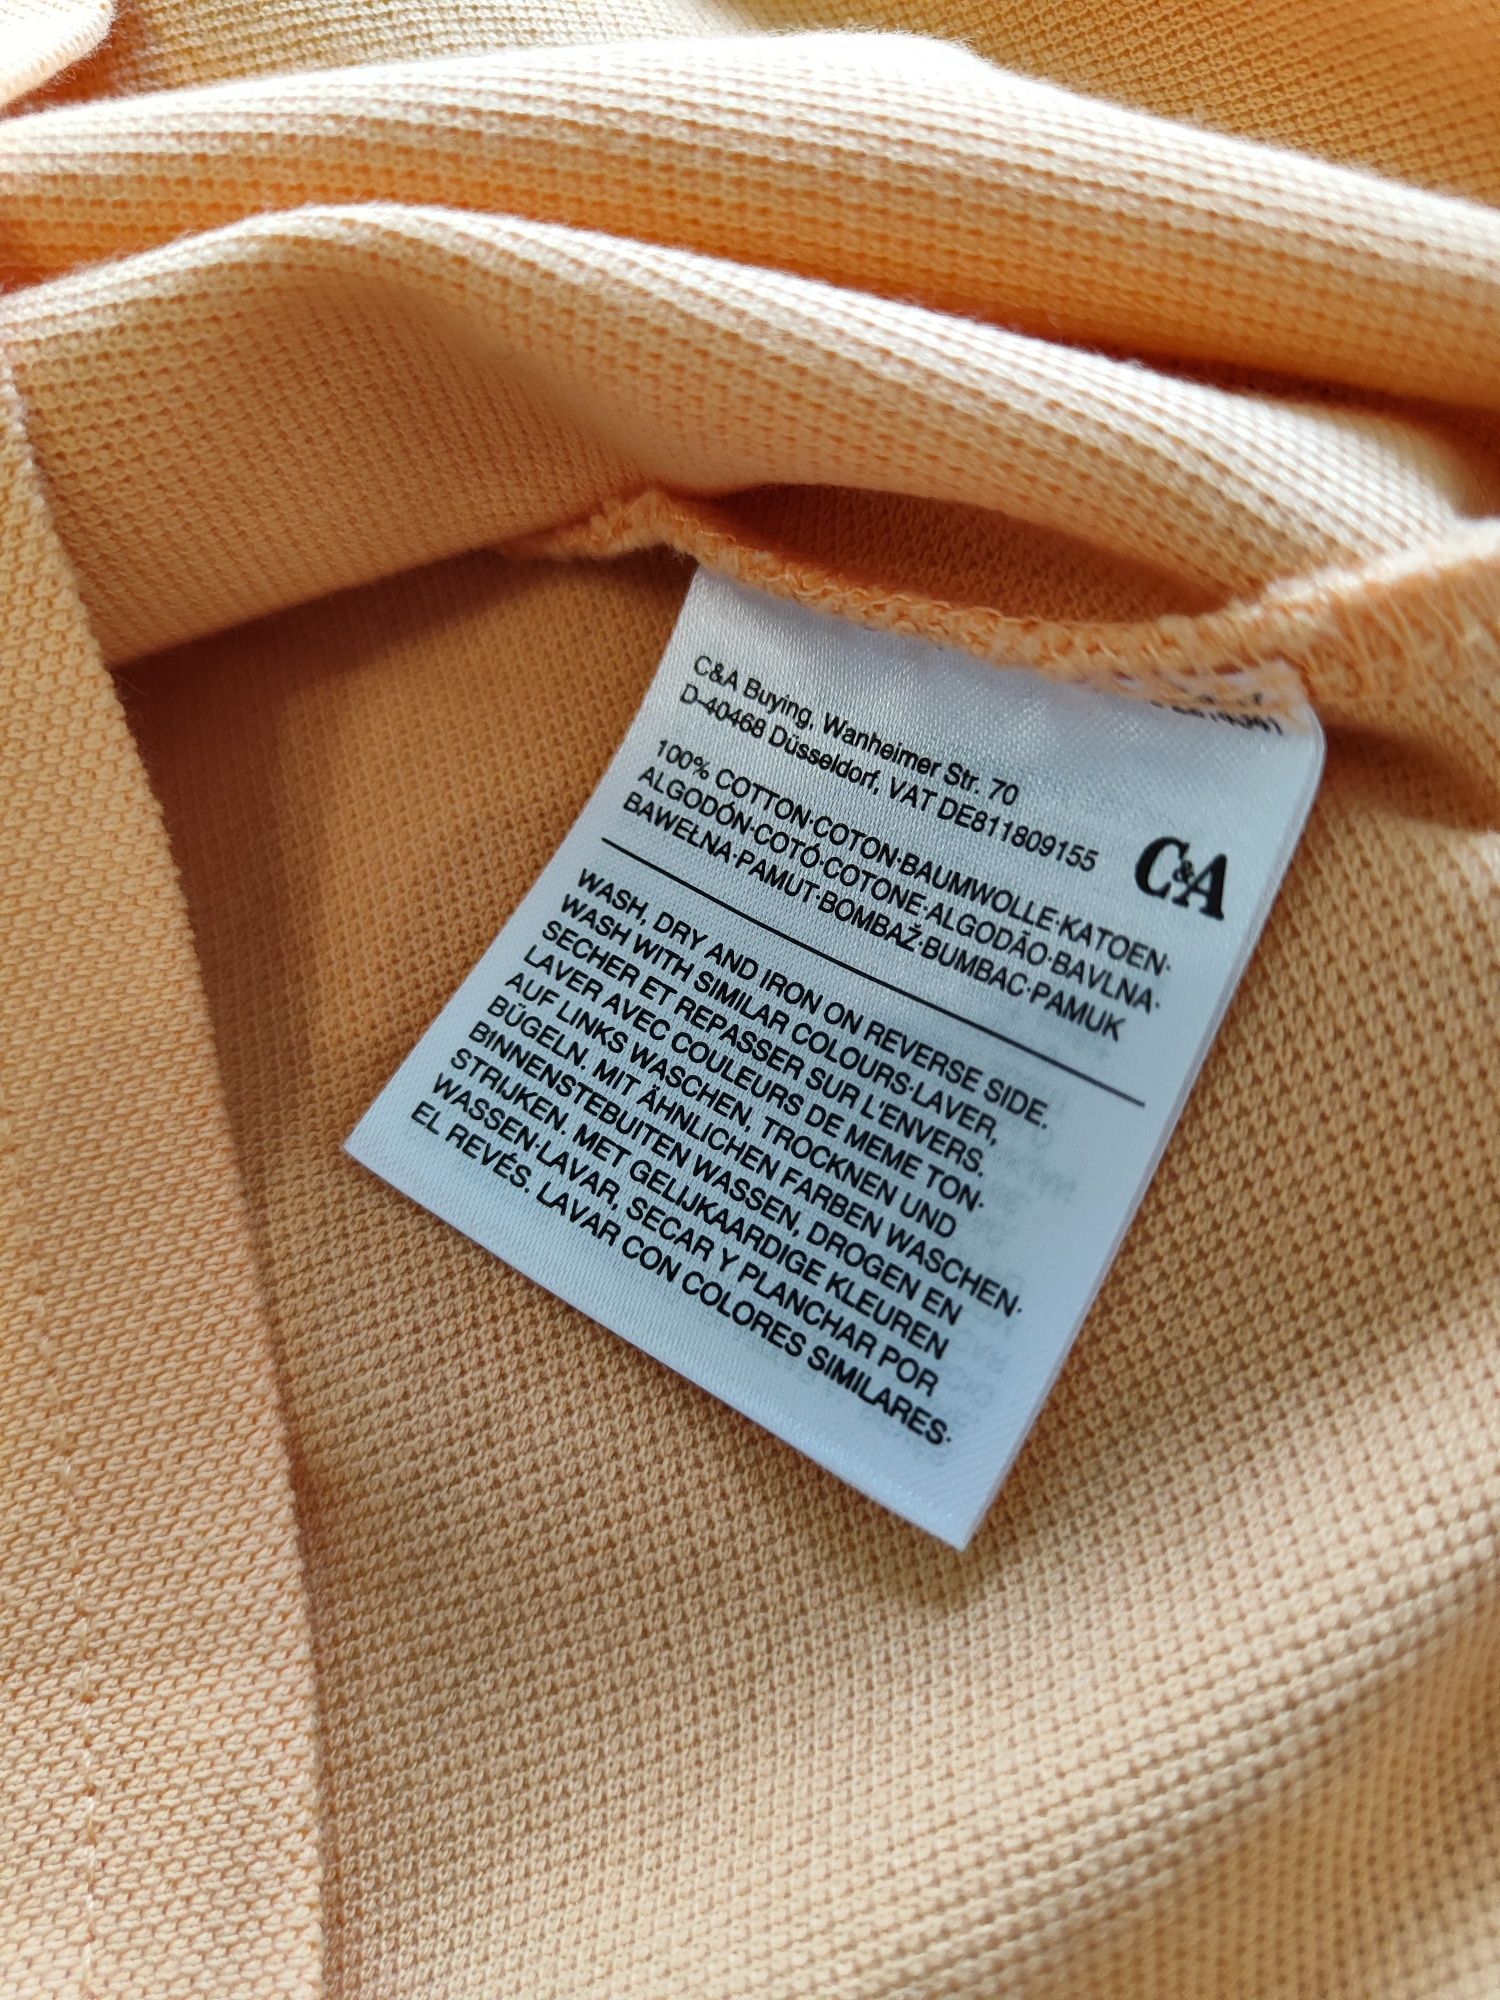 C&A Buying, Wanheimer Str. 70
D-40468 Düsseldorf, VAT DE811809155
C&A
100% COTTON·COTON·BAUMWOLLE·KATOEN·
ALGODÓN·COTÓ·COTONE·ALGODÃO·BAVLNA·
BAWEŁNA·PAMUT·BOMBAŽ·BUMBAC·PAMUK
WASH, DRY AND IRON ON REVERSE SIDE.
WASH WITH SIMILAR COLOURS·LAVER,
SECHER ET REPASSER SUR L'ENVERS.
LAVER AVEC COULEURS DE MEME TON·
AUF LINKS WASCHEN, TROCKNEN UND
BÜGELN. MIT ÄHNLICHEN FARBEN WASCHEN·
BINNENSTEBUITEN WASSEN, DROGEN EN
STRIJKEN. MET GELIJKAARDIGE KLEUREN
WASSEN·LAVAR, SECAR Y PLANCHAR POR
EL REVÉS. LAVAR CON COLORES SIMILARES·